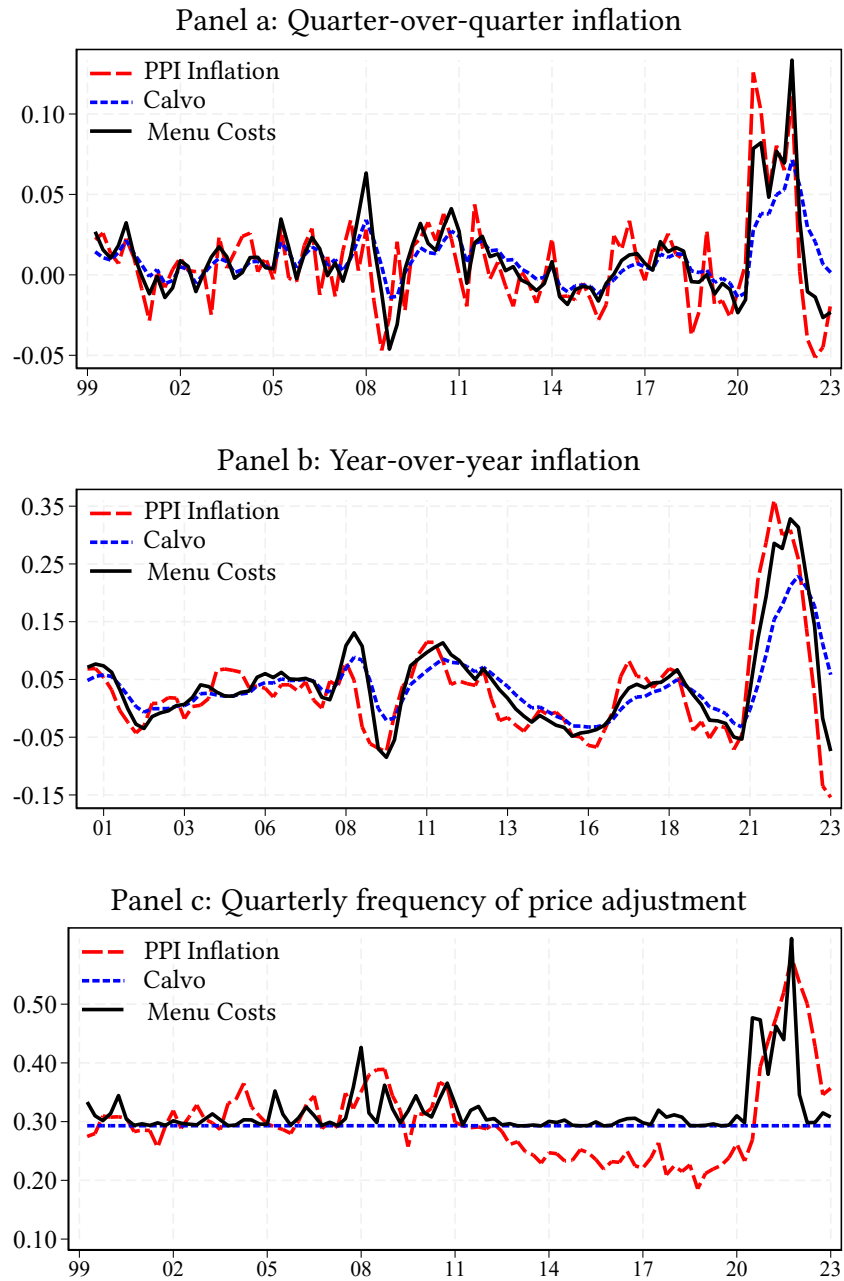 Panel a: Quarter-over-quarter inflation
PPI Inflation
Calvo
Menu Costs
0.10
0.05
0.00
-0.05
99 02 05 08 11 14 17 20 23
Panel b: Year-over-year inflation
PPI Inflation
Calvo
Menu Costs
0.35
0.25
0.15
0.05
-0.05
-0.15
01 03 06 08 11 13 16 18 21 23
Panel c: Quarterly frequency of price adjustment
PPI Inflation
Calvo
Menu Costs
0.50
0.40
0.30
0.20
0.10
99 02 05 08 11 14 17 20 23